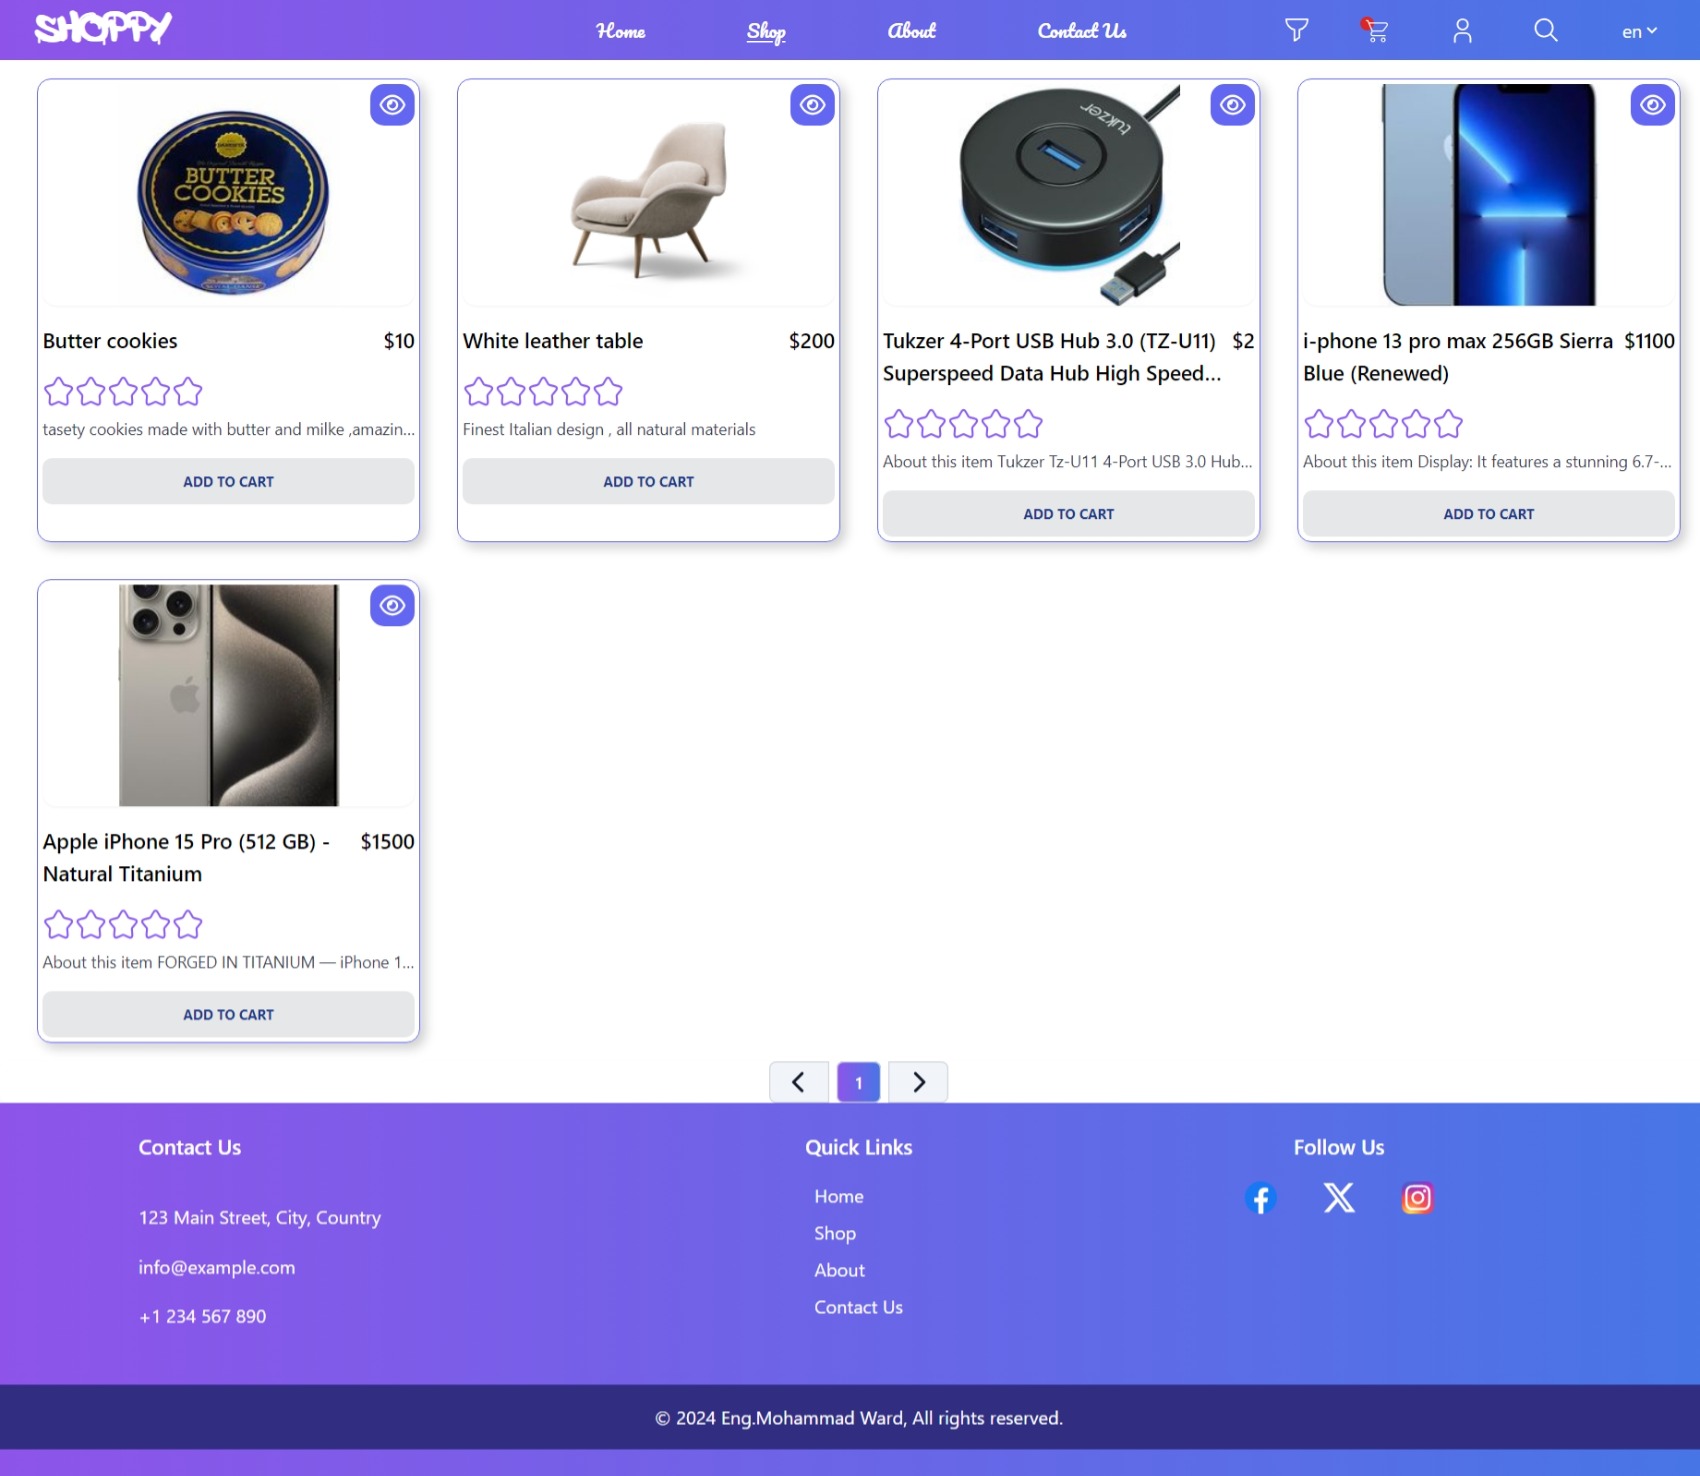 SHOPPY
Home
Shop
About
Contact Us
en
BUTTER
COOKIES
tukzer
Butter cookies
$10
tasety cookies made with butter and milke ,amazin...
ADD TO CART
White leather table
$200
Finest Italian design , all natural materials
ADD TO CART
Tukzer 4-Port USB Hub 3.0 (TZ-U11)
$2
Superspeed Data Hub High Speed...
About this item Tukzer Tz-U11 4-Port USB 3.0 Hub...
ADD TO CART
i-phone 13 pro max 256GB Sierra
$1100
Blue (Renewed)
About this item Display: It features a stunning 6.7-...
ADD TO CART
Apple iPhone 15 Pro (512 GB) -
$1500
Natural Titanium
About this item FORGED IN TITANIUM — iPhone 1...
ADD TO CART
1
Contact Us
123 Main Street, City, Country
info@example.com
+1 234 567 890
Quick Links
Home
Shop
About
Contact Us
Follow Us
© 2024 Eng.Mohammad Ward, All rights reserved.